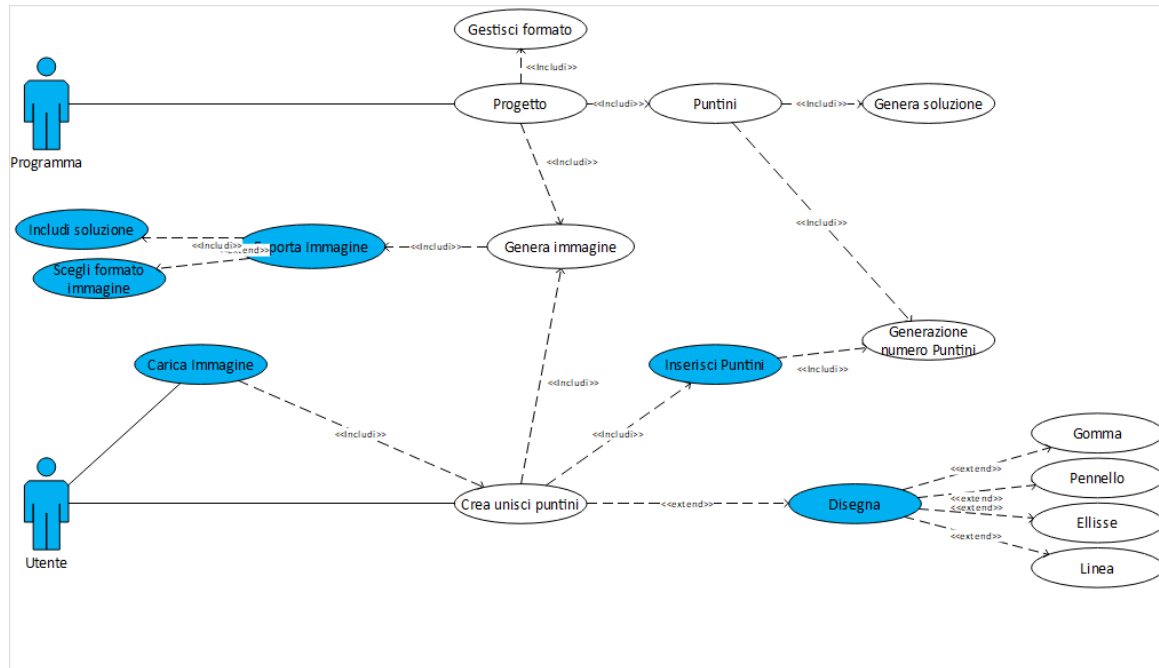 Gestisci formato
<<Includi>>
Progetto
<<Includi>>
Puntini
<<Includi>>
Genera soluzione
Programma
<<Includi>>
<<Includi>>
Includi soluzione
<<Includi>>
Immagine
<<Includi>>
Genera immagine
Scegli formato
immagine
Generazione
numero Puntini
Carica Immagine
Inserisci Puntini
<<Includi>>
<<Includi>>
<<Includi>>
<<Includi>>
Gomma
<<extend>>
Pennello
<<extend>>
Crea unisci puntini
<<extend>>
Disegna
<<extend>>
Ellisse
<<extend>>
Linea
Utente